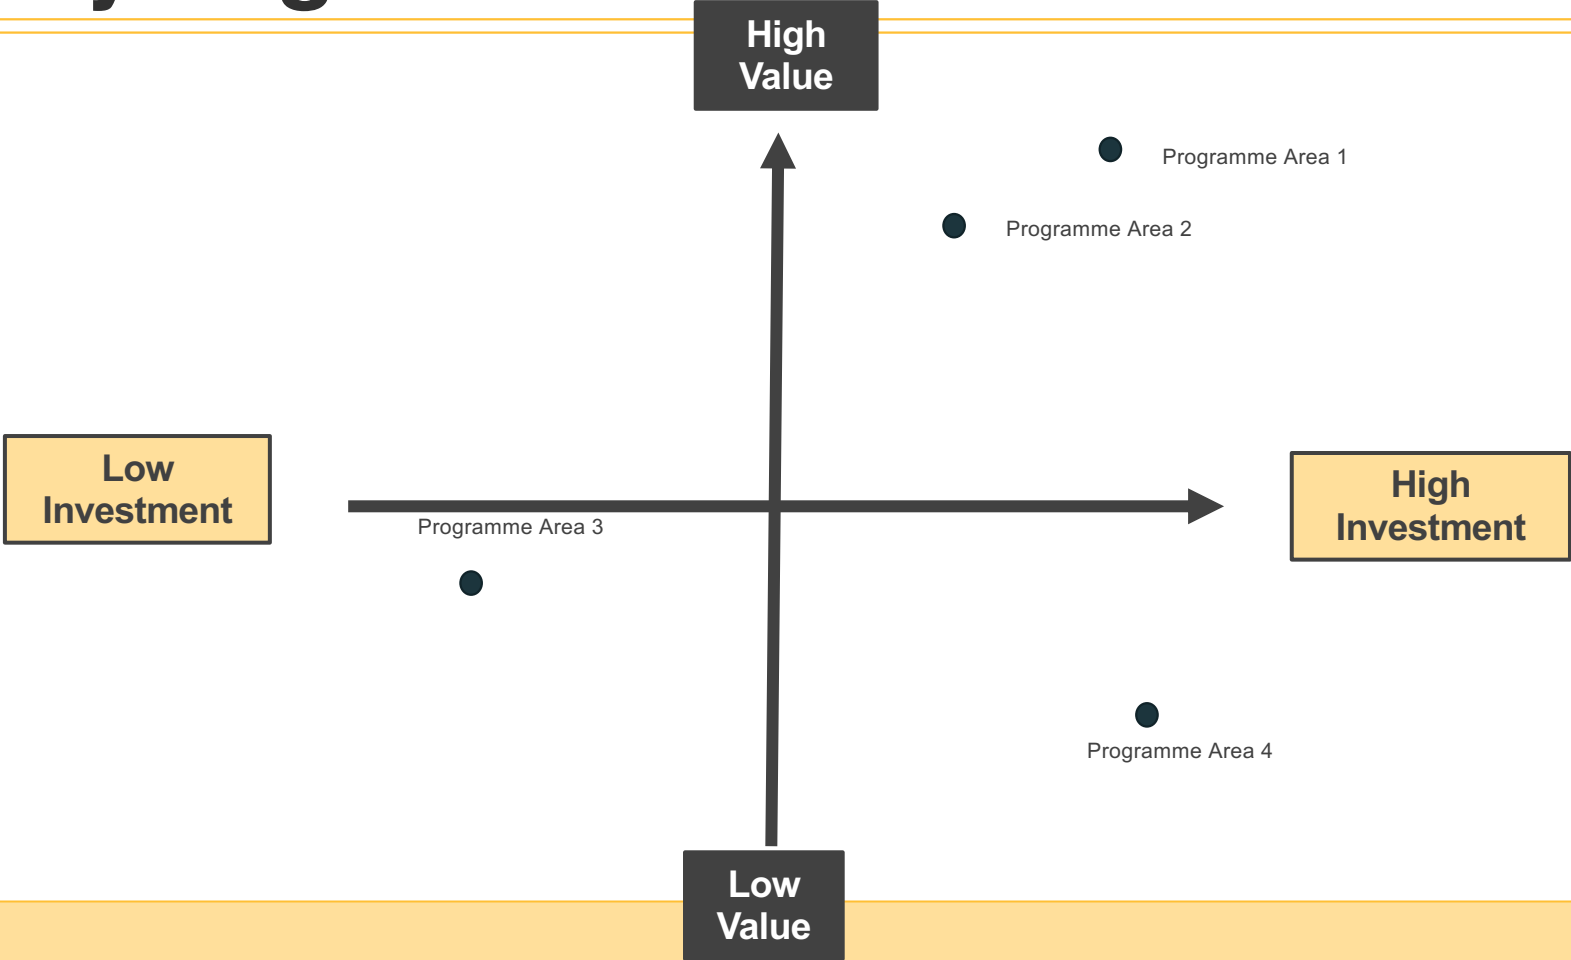 High
Value
Programme Area 1
Programme Area 2
Low
Investment
High
Investment
Programme Area 3
Programme Area 4
Low
Value